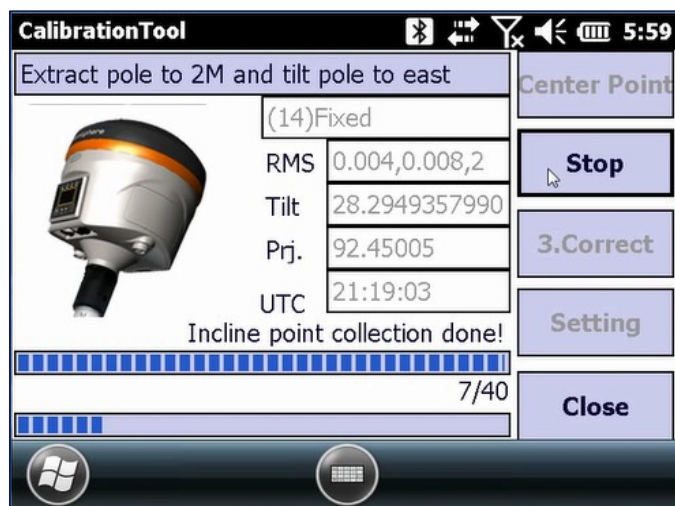 CalibrationTool 5:59
Extract pole to 2M and tilt pole to east
Center Point
(14)Fixed
RMS 0.004,0.008,2
Stop
Tilt 28.2949357990
Prj. 92.45005
3.Correct
UTC 21:19:03
Incline point collection done!
Setting
7/40
Close